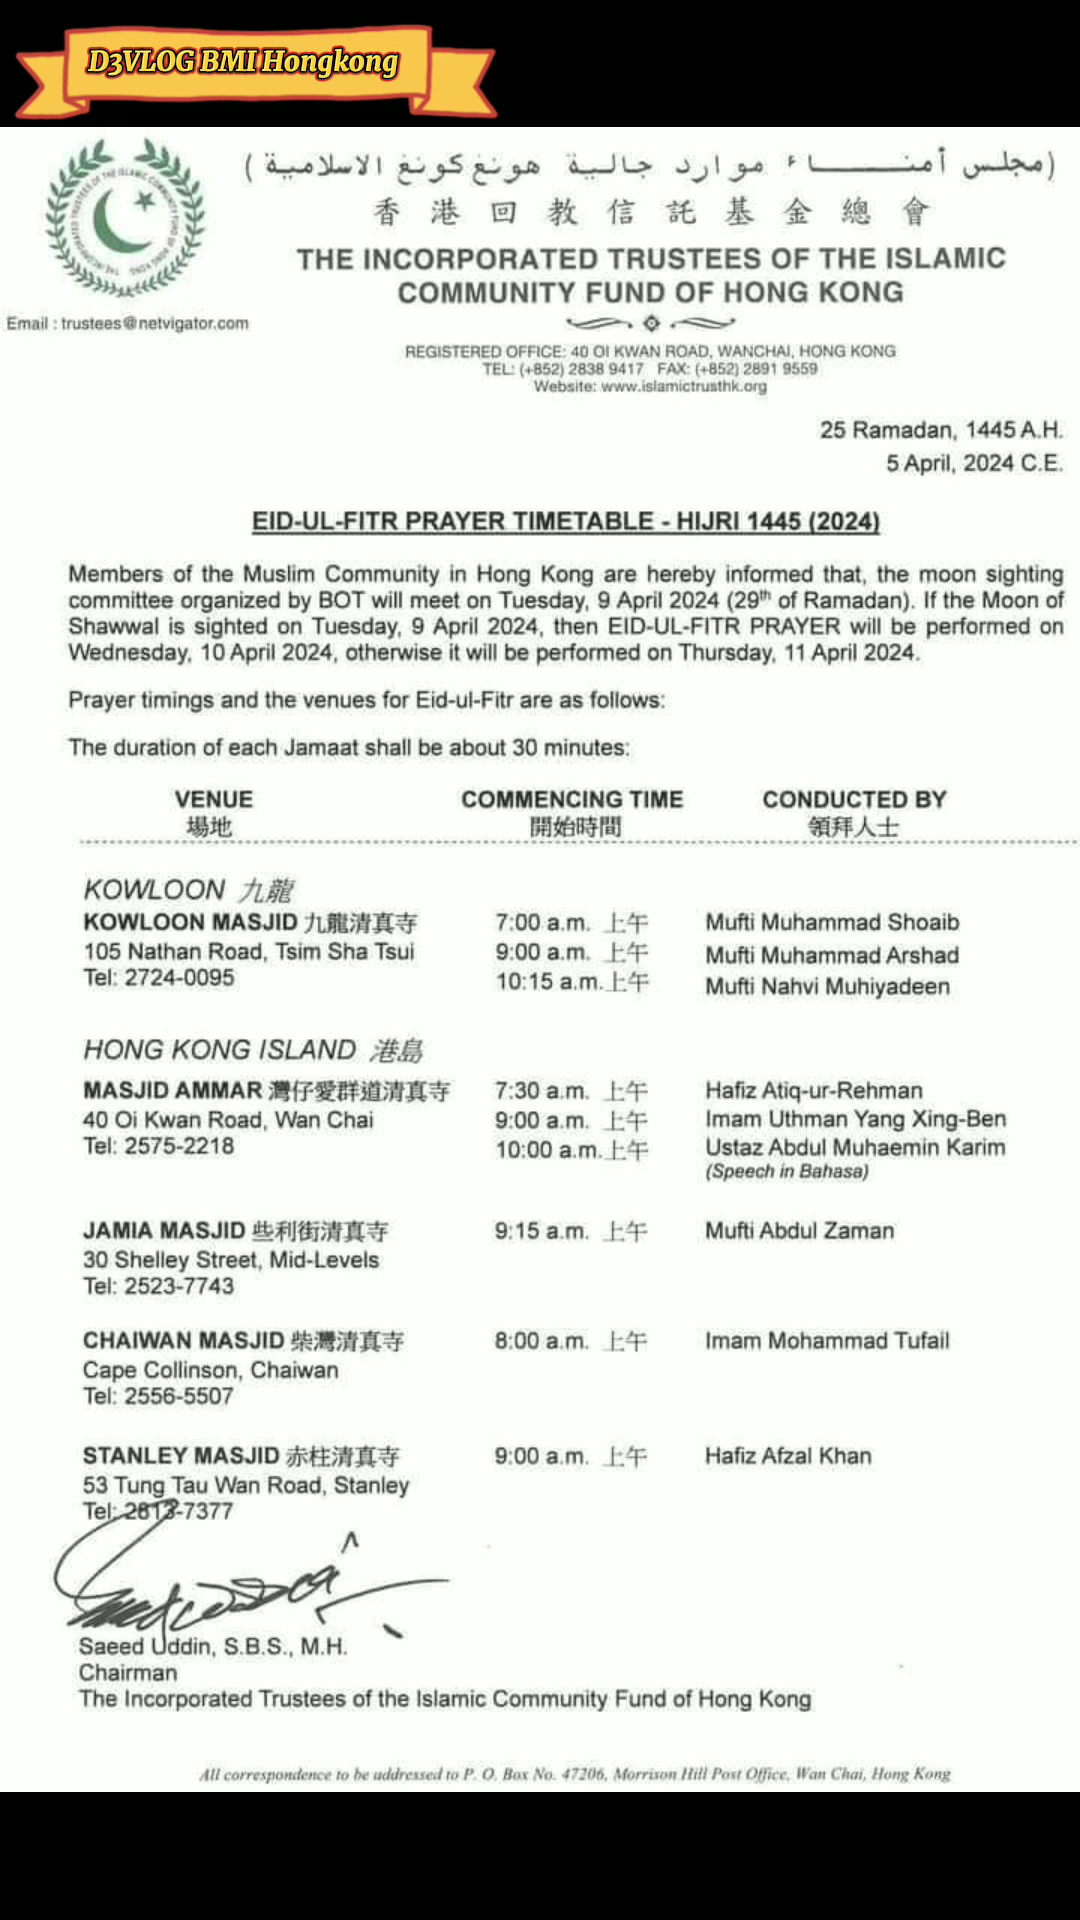 D3VLOG BMI Hongkong
(مجلس أمنـــــاء موارد جالية هونغ كونغ الاسلامية)
香港回教信託基金總會
THE INCORPORATED TRUSTEES OF THE ISLAMIC
COMMUNITY FUND OF HONG KONG
THE INCORPORATED TRUSTEES OF THE ISLAMIC COMMUNITY FUND OF HONG KONG
Email : trustees@netvigator.com
REGISTERED OFFICE: 40 OI KWAN ROAD, WANCHAI, HONG KONG
TEL: (+852) 2838 9417 FAX: (+852) 2891 9559
Website: www.islamictrusthk.org
25 Ramadan, 1445 A.H.
5 April, 2024 C.E.
EID-UL-FITR PRAYER TIMETABLE - HIJRI 1445 (2024)
Members of the Muslim Community in Hong Kong are hereby informed that, the moon sighting
committee organized by BOT will meet on Tuesday, 9 April 2024 (29th of Ramadan). If the Moon of
Shawwal is sighted on Tuesday, 9 April 2024, then EID-UL-FITR PRAYER will be performed on
Wednesday, 10 April 2024, otherwise it will be performed on Thursday, 11 April 2024.
Prayer timings and the venues for Eid-ul-Fitr are as follows:
The duration of each Jamaat shall be about 30 minutes:
VENUE COMMENCING TIME CONDUCTED BY
場地 開始時間 領拜人士
KOWLOON 九龍
KOWLOON MASJID 九龍清真寺 7:00 a.m. 上午 Mufti Muhammad Shoaib
105 Nathan Road, Tsim Sha Tsui 9:00 a.m. 上午 Mufti Muhammad Arshad
Tel: 2724-0095 10:15 a.m.上午 Mufti Nahvi Muhiyadeen
HONG KONG ISLAND 港島
MASJID AMMAR 灣仔愛群道清真寺 7:30 a.m. 上午 Hafiz Atiq-ur-Rehman
40 Oi Kwan Road, Wan Chai 9:00 a.m. 上午 Imam Uthman Yang Xing-Ben
Tel: 2575-2218 10:00 a.m.上午 Ustaz Abdul Muhaemin Karim
(Speech in Bahasa)
JAMIA MASJID 些利街清真寺 9:15 a.m. 上午 Mufti Abdul Zaman
30 Shelley Street, Mid-Levels
Tel: 2523-7743
CHAIWAN MASJID 柴灣清真寺 8:00 a.m. 上午 Imam Mohammad Tufail
Cape Collinson, Chaiwan
Tel: 2556-5507
STANLEY MASJID 赤柱清真寺 9:00 a.m. 上午 Hafiz Afzal Khan
53 Tung Tau Wan Road, Stanley
Tel: 2813-7377
Saeed Uddin, S.B.S., M.H.
Chairman
The Incorporated Trustees of the Islamic Community Fund of Hong Kong
All correspondence to be addressed to P. O. Box No. 47206, Morrison Hill Post Office, Wan Chai, Hong Kong